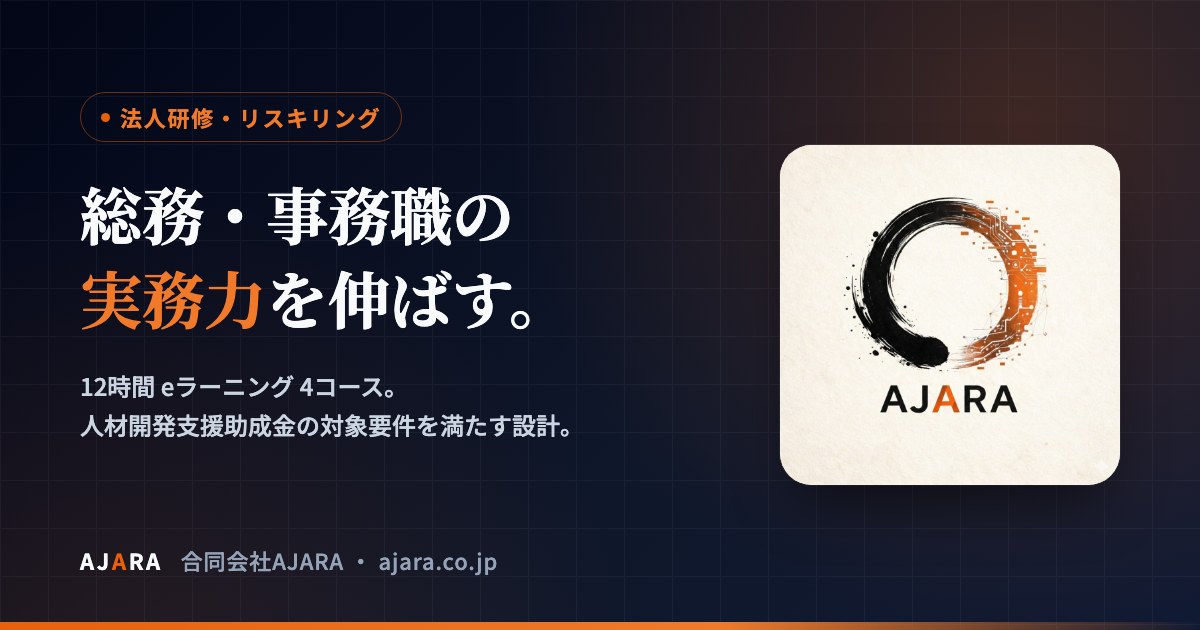 法人研修・リスキリング
総務・事務職の
実務力を伸ばす。
12時間 eラーニング 4コース。
人材開発支援助成金の対象要件を満たす設計。
AJARA
AJARA 合同会社AJARA ・ ajara.co.jp